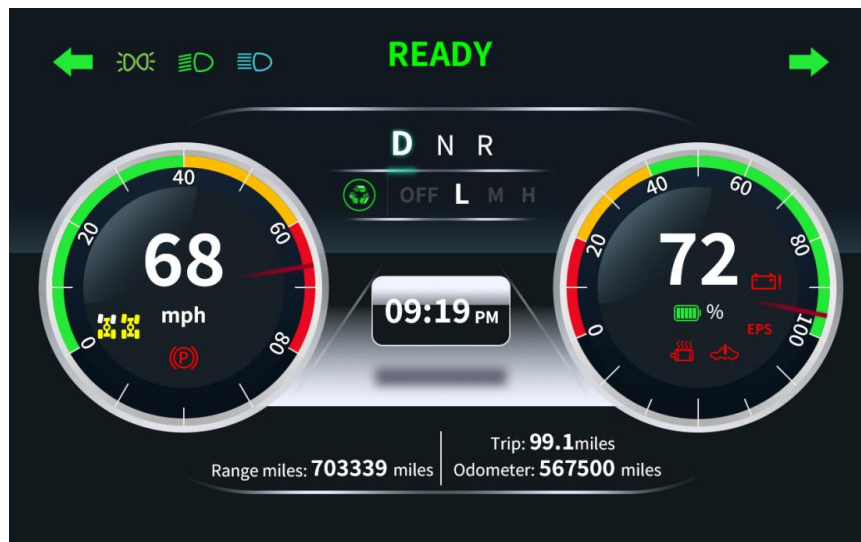 READY
D N R
OFF L M H
0 20 40 60 80
68
mph
P
09:19 PM
0 20 40 60 80 100
72
%
EPS
Range miles: 703339 miles
Trip: 99.1miles
Odometer: 567500 miles